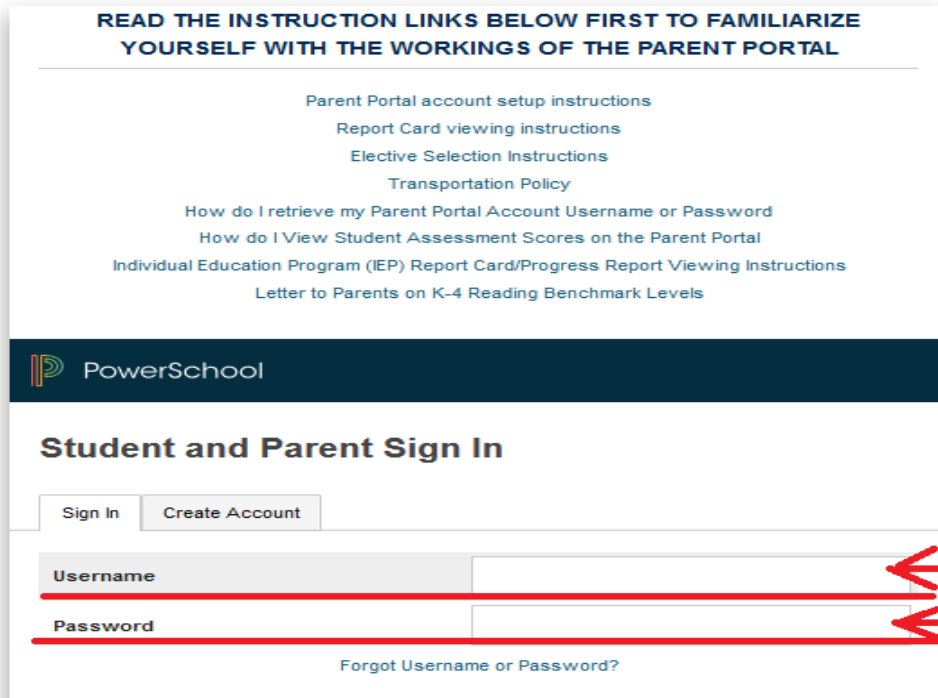 READ THE INSTRUCTION LINKS BELOW FIRST TO FAMILIARIZE
YOURSELF WITH THE WORKINGS OF THE PARENT PORTAL
Parent Portal account setup instructions
Report Card viewing instructions
Elective Selection Instructions
Transportation Policy
How do I retrieve my Parent Portal Account Username or Password
How do I View Student Assessment Scores on the Parent Portal
Individual Education Program (IEP) Report Card/Progress Report Viewing Instructions
Letter to Parents on K-4 Reading Benchmark Levels
PowerSchool
Student and Parent Sign In
Sign In Create Account
Username
Password
Forgot Username or Password?